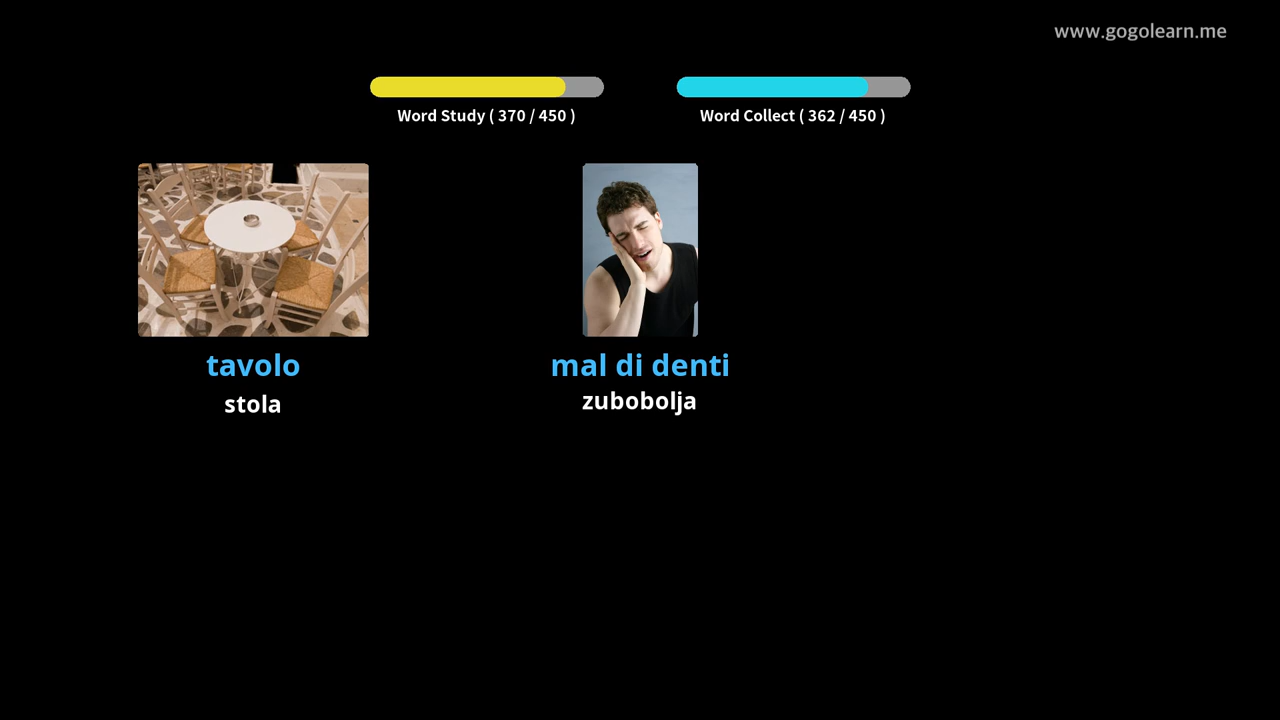 www.gogolearn.me
Word Study ( 370 / 450 )
Word Collect ( 362 / 450 )
tavolo
stola
mal di denti
zubobolja